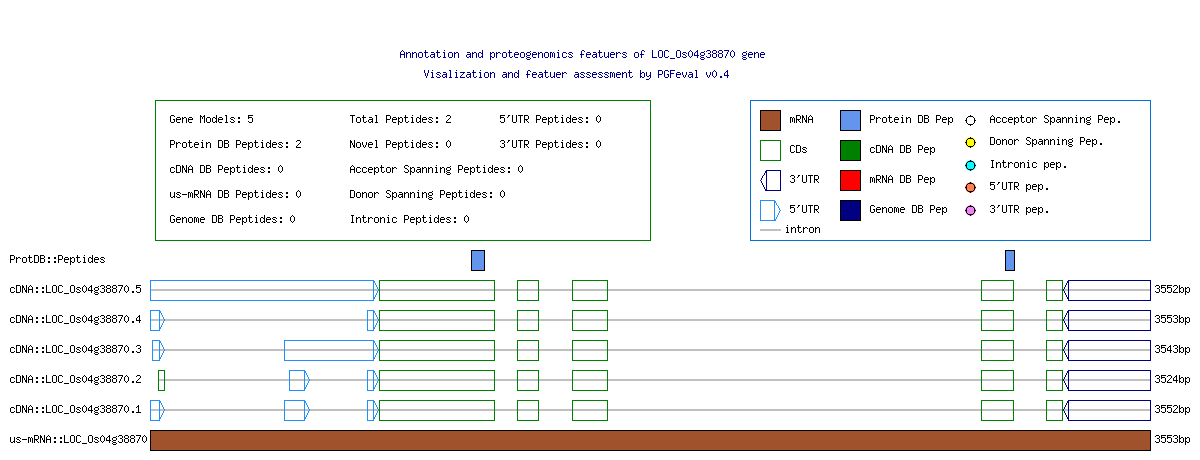 Annotation and proteogenomics featuers of LOC_Os04g38870 gene
Visalization and featuer assessment by PGFeval v0.4
Gene Models: 5 Total Peptides: 2 5'UTR Peptides: 0
Protein DB Peptides: 2 Novel Peptides: 0 3'UTR Peptides: 0
cDNA DB Peptides: 0 Acceptor Spanning Peptides: 0
us-mRNA DB Peptides: 0 Donor Spanning Peptides: 0
Genome DB Peptides: 0 Intronic Peptides: 0
mRNA Protein DB Pep Acceptor Spanning Pep.
CDs cDNA DB Pep Donor Spanning Pep.
3'UTR mRNA DB Pep Intronic pep.
5'UTR Genome DB Pep 5'UTR pep.
intron 3'UTR pep.
ProtDB::Peptides
cDNA::LOC_Os04g38870.5 3552bp
cDNA::LOC_Os04g38870.4 3553bp
cDNA::LOC_Os04g38870.3 3543bp
cDNA::LOC_Os04g38870.2 3524bp
cDNA::LOC_Os04g38870.1 3552bp
us-mRNA::LOC_Os04g38870 3553bp